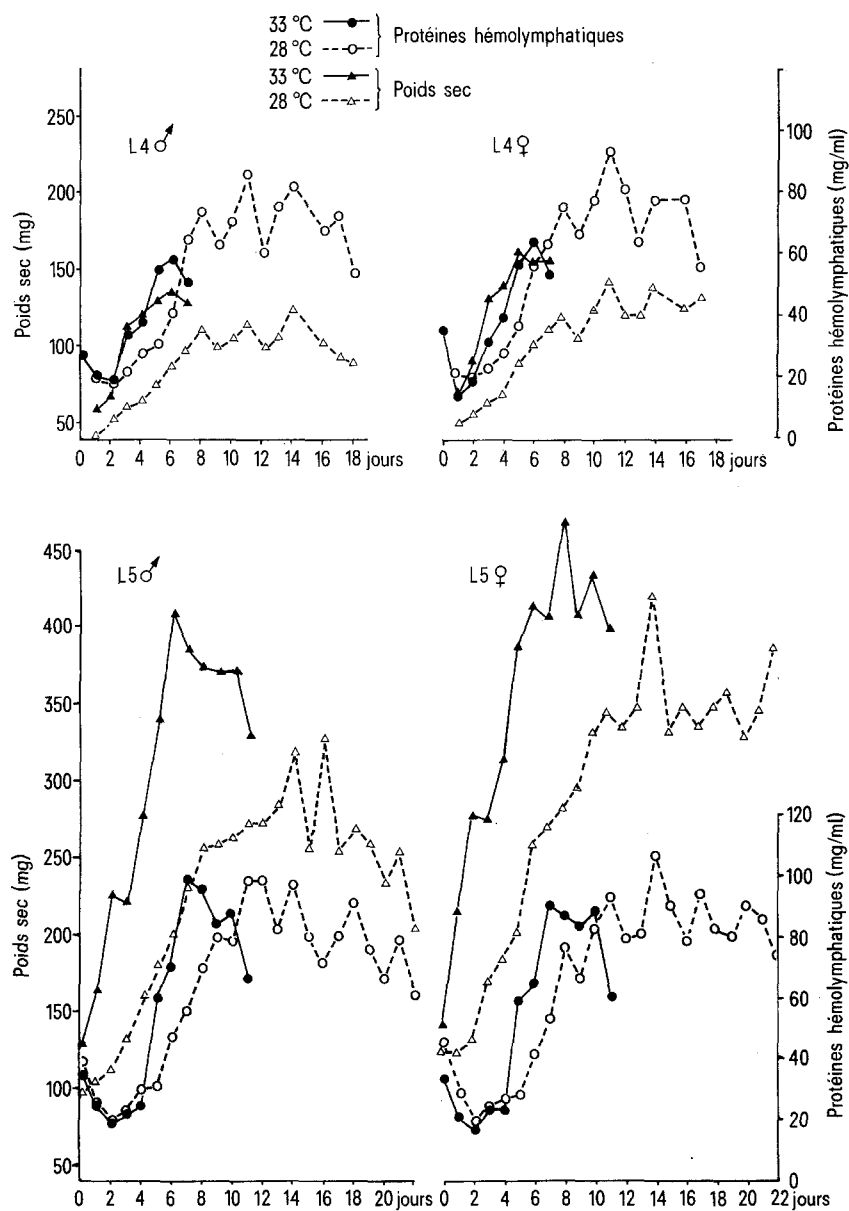 33 °C
28 °C
Protéines hémolymphatiques
33 °C
28 °C
Poids sec
L4 ♂
L4 ♀
Poids sec (mg)
250
200
150
100
50
0 2 4 6 8 10 12 14 16 18 jours
0 2 4 6 8 10 12 14 16 18 jours
100
80
60
40
20
0
Protéines hémolymphatiques (mg/ml)
L5 ♂
L5 ♀
Poids sec (mg)
450
400
350
300
250
200
150
100
50
0 2 4 6 8 10 12 14 16 18 20 jours
0 2 4 6 8 10 12 14 16 18 20 22 jours
120
100
80
60
40
20
0
Protéines hémolymphatiques (mg/ml)